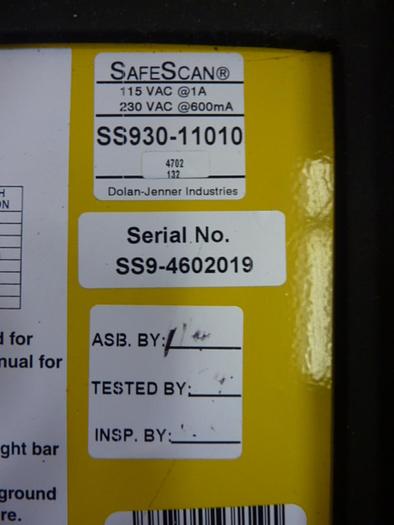 SAFESCAN®
115 VAC @1A
230 VAC @600mA
SS930-11010
4702
132
Dolan-Jenner Industries
H
ON
Serial No.
SS9-4602019
d for
nual for
ASB. BY:
TESTED BY:
INSP. BY:
ght bar
ground
re.